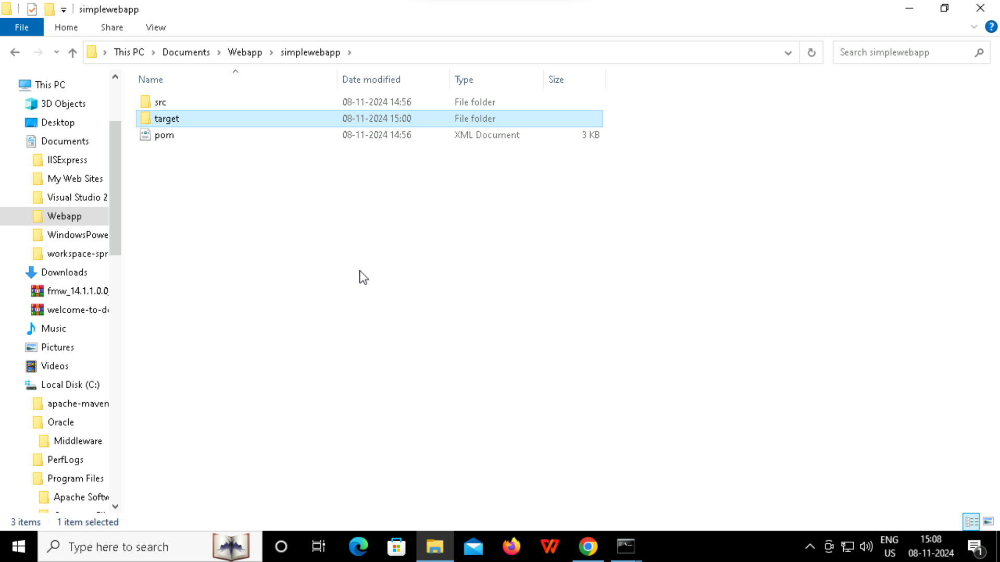 simplewebapp
File Home Share View
This PC Documents Webapp simplewebapp
Search simplewebapp
Name Date modified Type Size
src 08-11-2024 14:56 File folder
target 08-11-2024 15:00 File folder
pom 08-11-2024 14:56 XML Document 3 KB
This PC
3D Objects
Desktop
Documents
IISExpress
My Web Sites
Visual Studio 2
Webapp
WindowsPowe
workspace-spr
Downloads
fmw_14.1.1.0.0
welcome-to-d
Music
Pictures
Videos
Local Disk (C:)
apache-maven
Oracle
Middleware
PerfLogs
Program Files
Apache Softw
3 items 1 item selected
Type here to search
ENG
US
15:08
08-11-2024
1